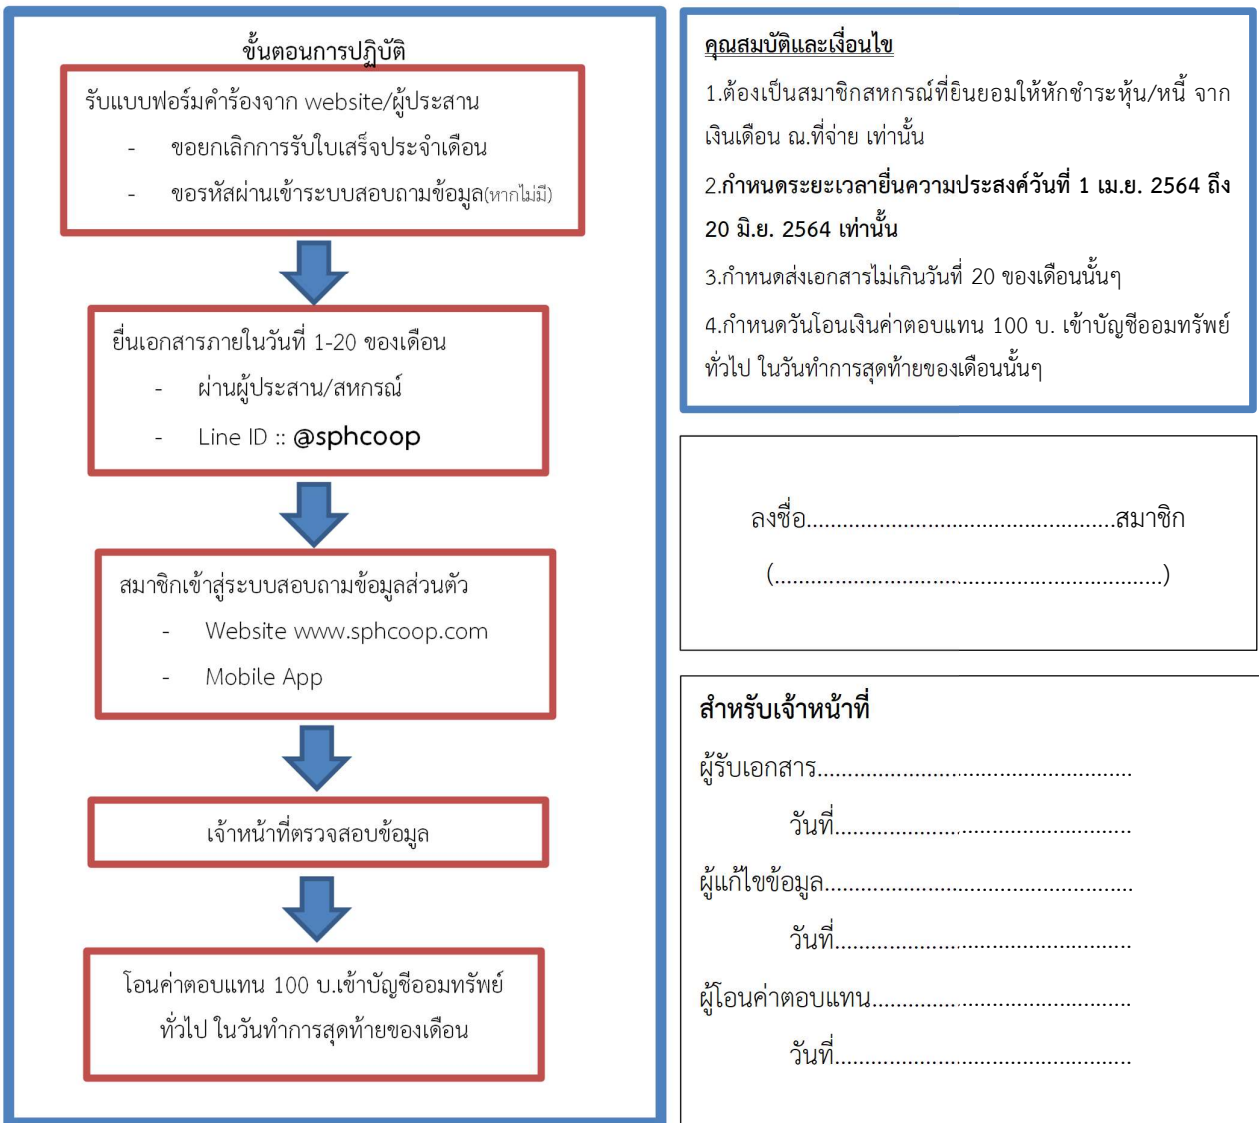 ขั้นตอนการปฏิบัติ
รับแบบฟอร์มคำร้องจาก website/ผู้ประสาน
- ขอยกเลิกการรับใบเสร็จประจำเดือน
- ขอรหัสผ่านเข้าระบบสอบถามข้อมูล(หากไม่มี)
ยื่นเอกสารภายในวันที่ 1-20 ของเดือน
- ผ่านผู้ประสาน/สหกรณ์
- Line ID :: @sphcoop
สมาชิกเข้าสู่ระบบสอบถามข้อมูลส่วนตัว
- Website www.sphcoop.com
- Mobile App
เจ้าหน้าที่ตรวจสอบข้อมูล
โอนค่าตอบแทน 100 บ.เข้าบัญชีออมทรัพย์
ทั่วไป ในวันทำการสุดท้ายของเดือน
คุณสมบัติและเงื่อนไข
1.ต้องเป็นสมาชิกสหกรณ์ที่ยินยอมให้หักชำระหุ้น/หนี้ จาก
เงินเดือน ณ.ที่จ่าย เท่านั้น
2.กำหนดระยะเวลายื่นความประสงค์วันที่ 1 เม.ย. 2564 ถึง
20 มิ.ย. 2564 เท่านั้น
3.กำหนดส่งเอกสารไม่เกินวันที่ 20 ของเดือนนั้นๆ
4.กำหนดวันโอนเงินค่าตอบแทน 100 บ. เข้าบัญชีออมทรัพย์
ทั่วไป ในวันทำการสุดท้ายของเดือนนั้นๆ
ลงชื่อ....................................................สมาชิก
(.................................................................)
สำหรับเจ้าหน้าที่
ผู้รับเอกสาร....................................................
วันที่..................................................
ผู้แก้ไขข้อมูล...................................................
วันที่..................................................
ผู้โอนค่าตอบแทน...........................................
วันที่..................................................